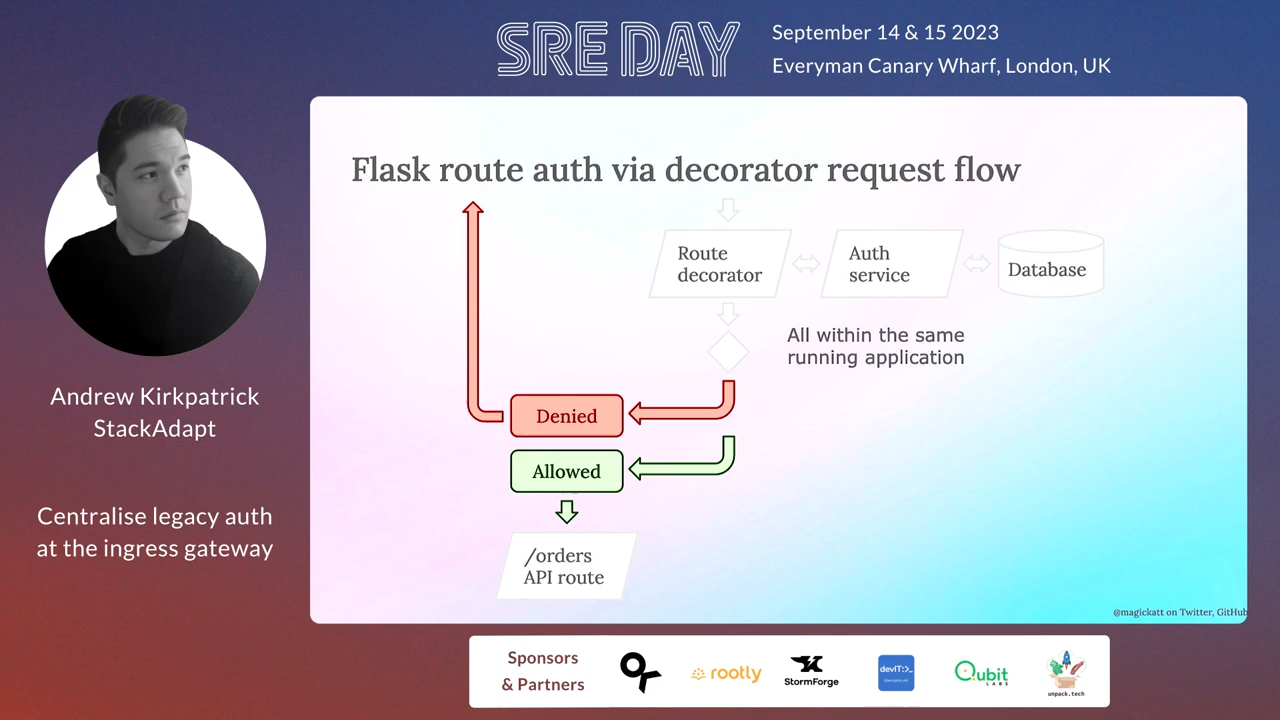 SRE DAY
September 14 & 15 2023
Everyman Canary Wharf, London, UK
Andrew Kirkpatrick
StackAdapt
Centralise legacy auth
at the ingress gateway
Flask route auth via decorator request flow
Route
decorator
Auth
service
Database
All within the same
running application
Denied
Allowed
/orders
API route
@magickatt on Twitter, GitHub
Sponsors
& Partners
rootly
StormForge
devIT:>_
Qubit
LABS
unpack.tech